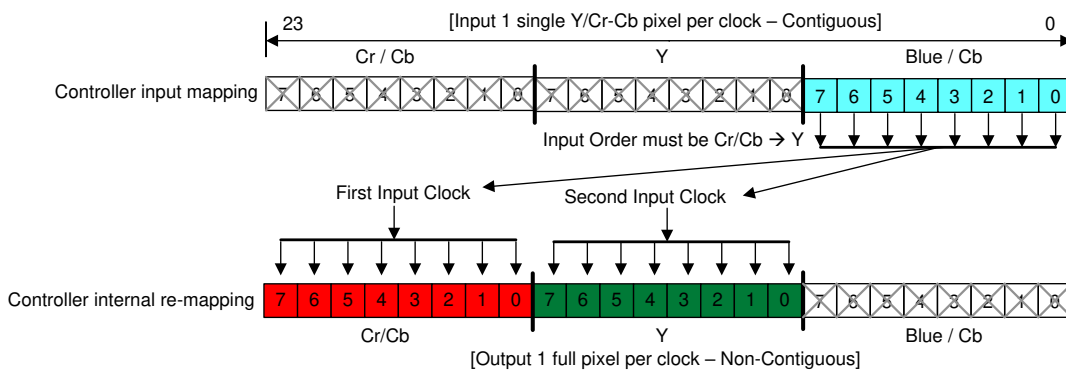 23 [Input 1 single Y/Cr-Cb pixel per clock – Contiguous] 0
Cr / Cb Y Blue / Cb
Controller input mapping 7 6 5 4 3 2 1 0 7 6 5 4 3 2 1 0 7 6 5 4 3 2 1 0
Input Order must be Cr/Cb → Y
First Input Clock Second Input Clock
Controller internal re-mapping 7 6 5 4 3 2 1 0 7 6 5 4 3 2 1 0 7 6 5 4 3 2 1 0
Cr/Cb Y Blue / Cb
[Output 1 full pixel per clock – Non-Contiguous]